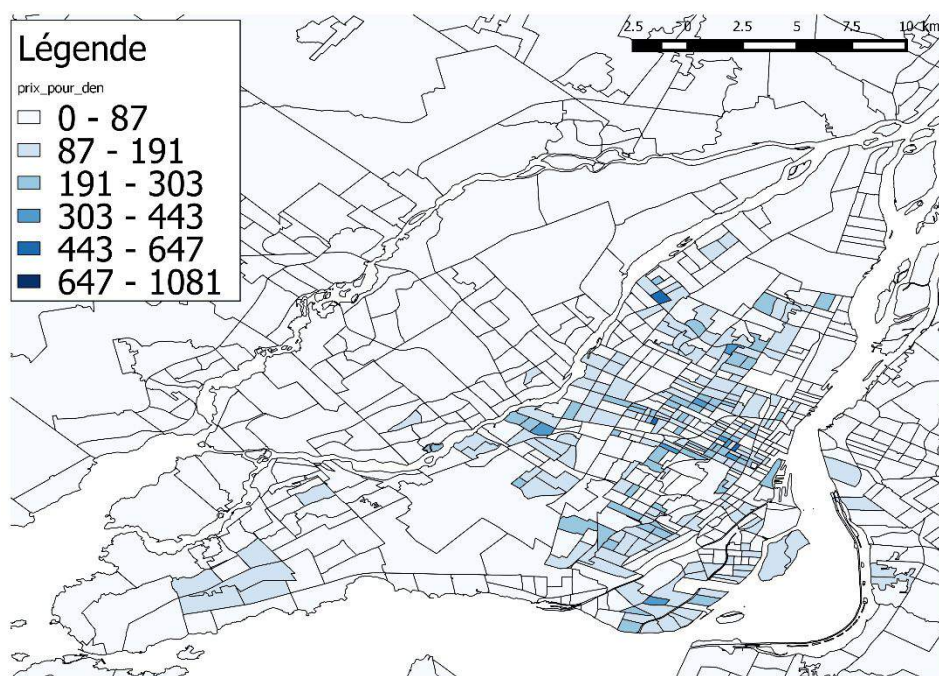 Légende
prix_pour_den
0 - 87
87 - 191
191 - 303
303 - 443
443 - 647
647 - 1081
2.5 0 2.5 5 7.5 10 km